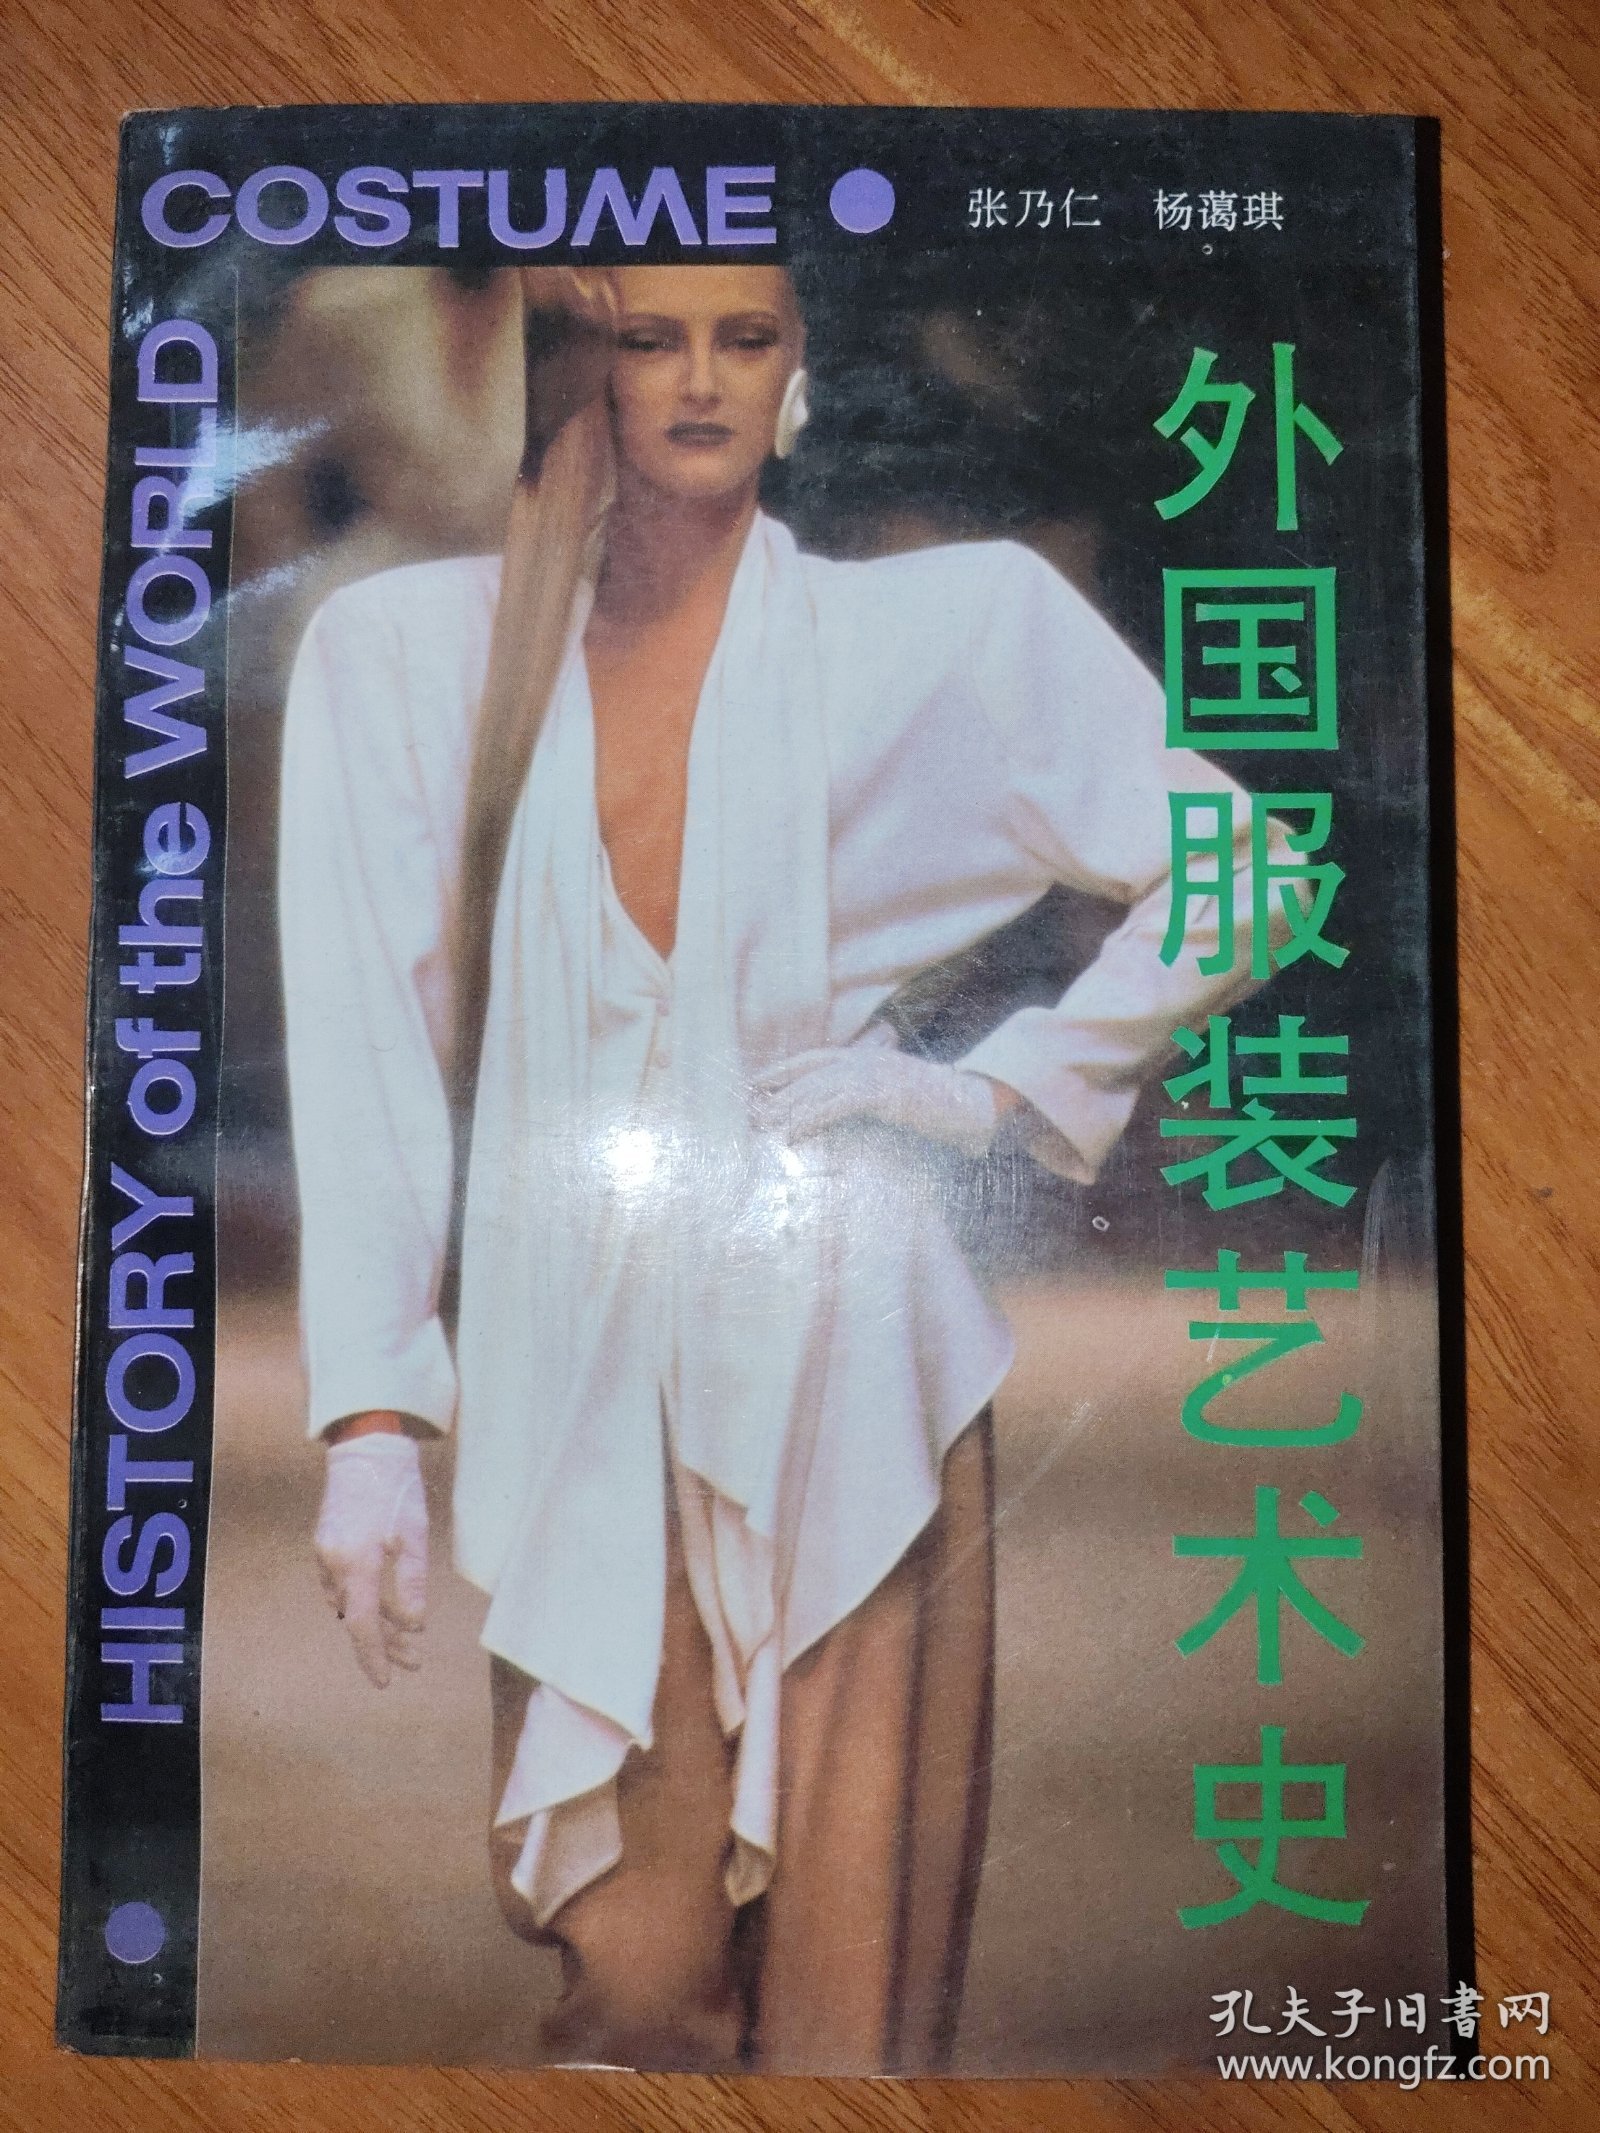 COSTUME
HISTORY of the WORLD
张乃仁 杨蔼琪
外国服装艺术史
孔夫子旧書网
www.kongfz.com